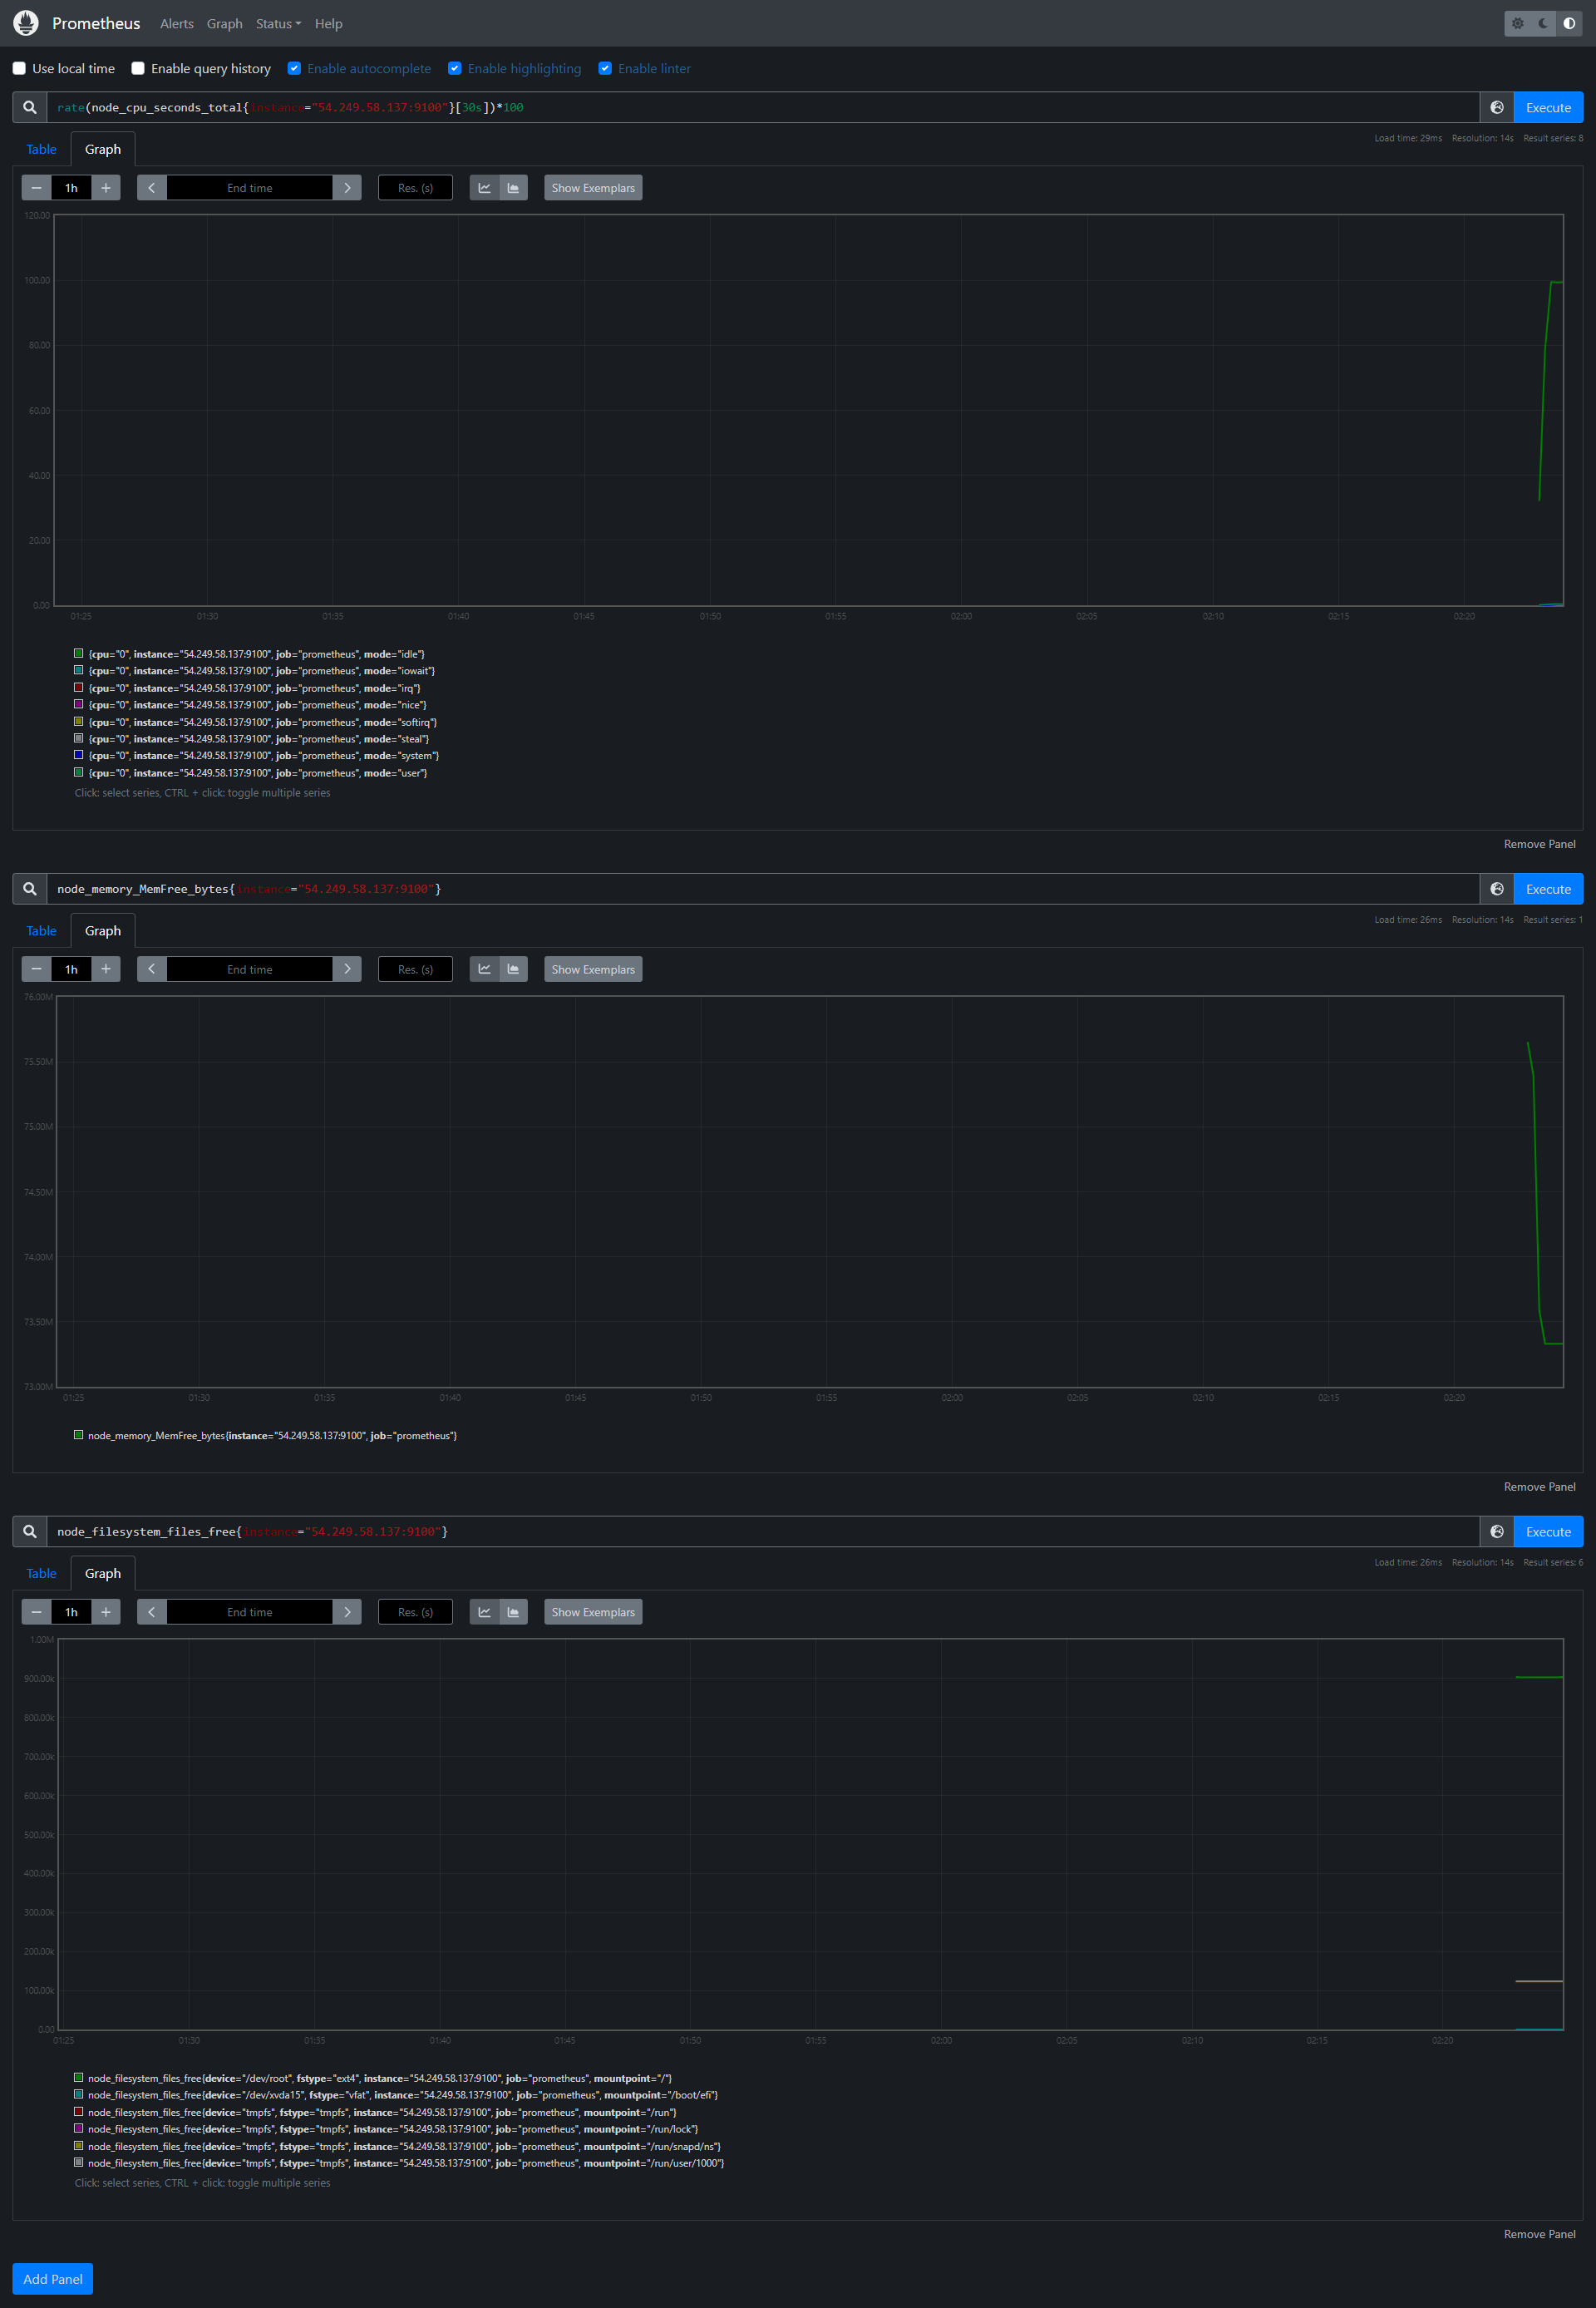 Prometheus Alerts Graph Status Help
Use local time Enable query history Enable autocomplete Enable highlighting Enable linter
rate(node_cpu_seconds_total{instance="54.249.58.137:9100"}[30s])*100 Execute
Load time: 29ms Resolution: 14s Result series: 8
Table Graph
1h End time Res. (s) Show Exemplars
120.00
100.00
80.00
60.00
40.00
20.00
0.00
01:25 01:30 01:35 01:40 01:45 01:50 01:55 02:00 02:05 02:10 02:15 02:20
{cpu="0", instance="54.249.58.137:9100", job="prometheus", mode="idle"}
{cpu="0", instance="54.249.58.137:9100", job="prometheus", mode="iowait"}
{cpu="0", instance="54.249.58.137:9100", job="prometheus", mode="irq"}
{cpu="0", instance="54.249.58.137:9100", job="prometheus", mode="nice"}
{cpu="0", instance="54.249.58.137:9100", job="prometheus", mode="softirq"}
{cpu="0", instance="54.249.58.137:9100", job="prometheus", mode="steal"}
{cpu="0", instance="54.249.58.137:9100", job="prometheus", mode="system"}
{cpu="0", instance="54.249.58.137:9100", job="prometheus", mode="user"}
Click: select series, CTRL + click: toggle multiple series
Remove Panel
node_memory_MemFree_bytes{instance="54.249.58.137:9100"} Execute
Load time: 26ms Resolution: 14s Result series: 1
Table Graph
1h End time Res. (s) Show Exemplars
76.00M
75.50M
75.00M
74.50M
74.00M
73.50M
73.00M
01:25 01:30 01:35 01:40 01:45 01:50 01:55 02:00 02:05 02:10 02:15 02:20
node_memory_MemFree_bytes{instance="54.249.58.137:9100", job="prometheus"}
Remove Panel
node_filesystem_files_free{instance="54.249.58.137:9100"} Execute
Load time: 26ms Resolution: 14s Result series: 6
Table Graph
1h End time Res. (s) Show Exemplars
1.00M
900.00k
800.00k
700.00k
600.00k
500.00k
400.00k
300.00k
200.00k
100.00k
0.00
01:25 01:30 01:35 01:40 01:45 01:50 01:55 02:00 02:05 02:10 02:15 02:20
node_filesystem_files_free{device="/dev/root", fstype="ext4", instance="54.249.58.137:9100", job="prometheus", mountpoint="/"}
node_filesystem_files_free{device="/dev/xvda15", fstype="vfat", instance="54.249.58.137:9100", job="prometheus", mountpoint="/boot/efi"}
node_filesystem_files_free{device="tmpfs", fstype="tmpfs", instance="54.249.58.137:9100", job="prometheus", mountpoint="/run"}
node_filesystem_files_free{device="tmpfs", fstype="tmpfs", instance="54.249.58.137:9100", job="prometheus", mountpoint="/run/lock"}
node_filesystem_files_free{device="tmpfs", fstype="tmpfs", instance="54.249.58.137:9100", job="prometheus", mountpoint="/run/snapd/ns"}
node_filesystem_files_free{device="tmpfs", fstype="tmpfs", instance="54.249.58.137:9100", job="prometheus", mountpoint="/run/user/1000"}
Click: select series, CTRL + click: toggle multiple series
Remove Panel
Add Panel